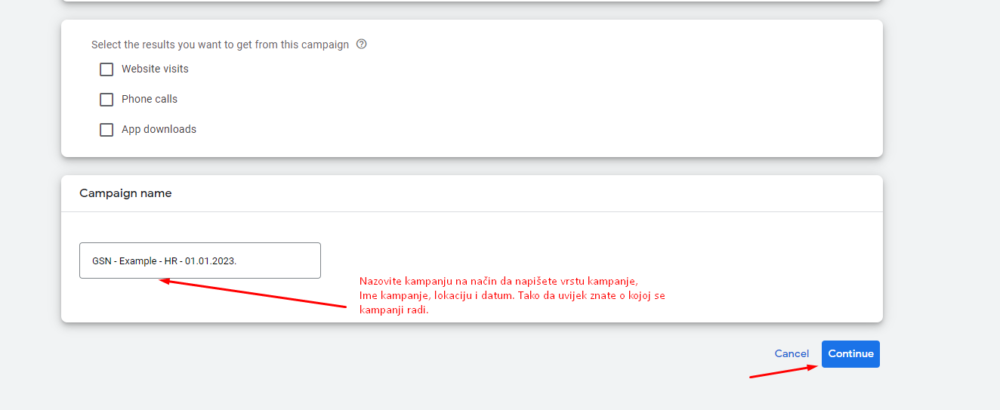 Select the results you want to get from this campaign
Website visits
Phone calls
App downloads
Campaign name
GSN - Example - HR - 01.01.2023.
Nazovite kampanju na način da napišete vrstu kampanje,
Ime kampanje, lokaciju i datum. Tako da uvijek znate o kojoj se
kampanji radi.
Cancel
Continue